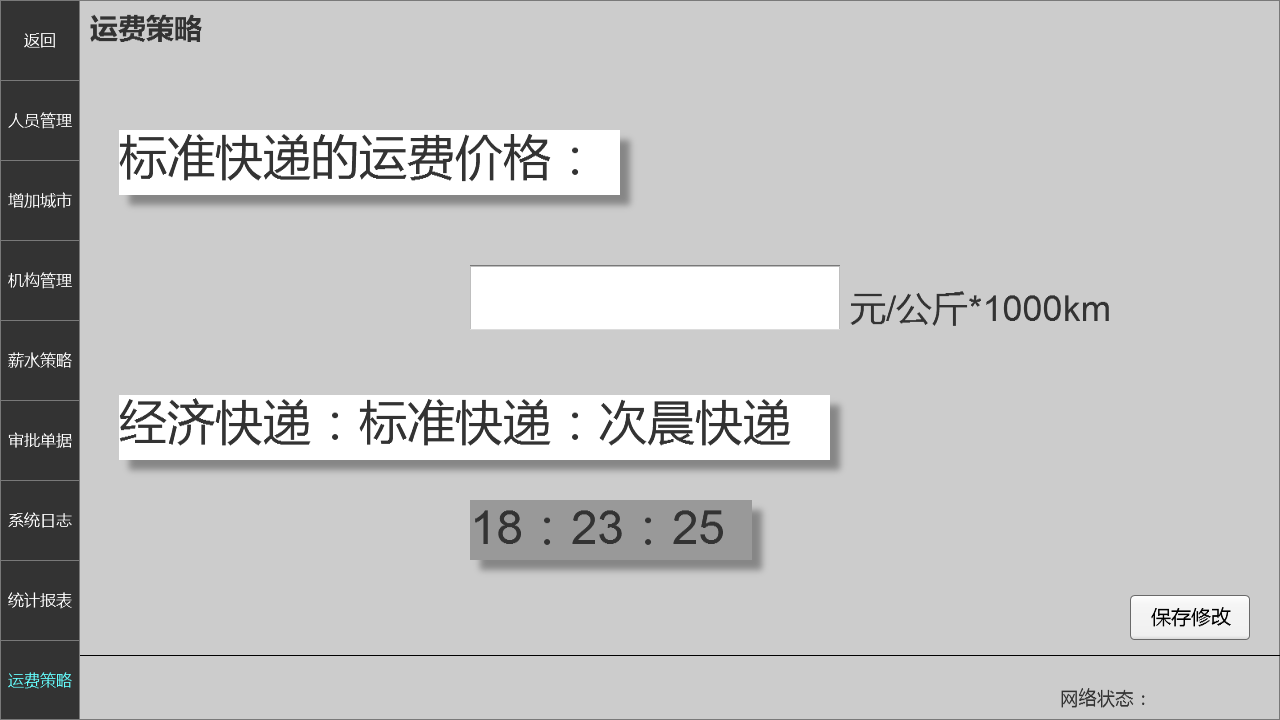 返回
人员管理
增加城市
机构管理
薪水策略
审批单据
系统日志
统计报表
运费策略
运费策略
标准快递的运费价格：
元/公斤*1000km
经济快递：标准快递：次晨快递
18：23：25
保存修改
网络状态：